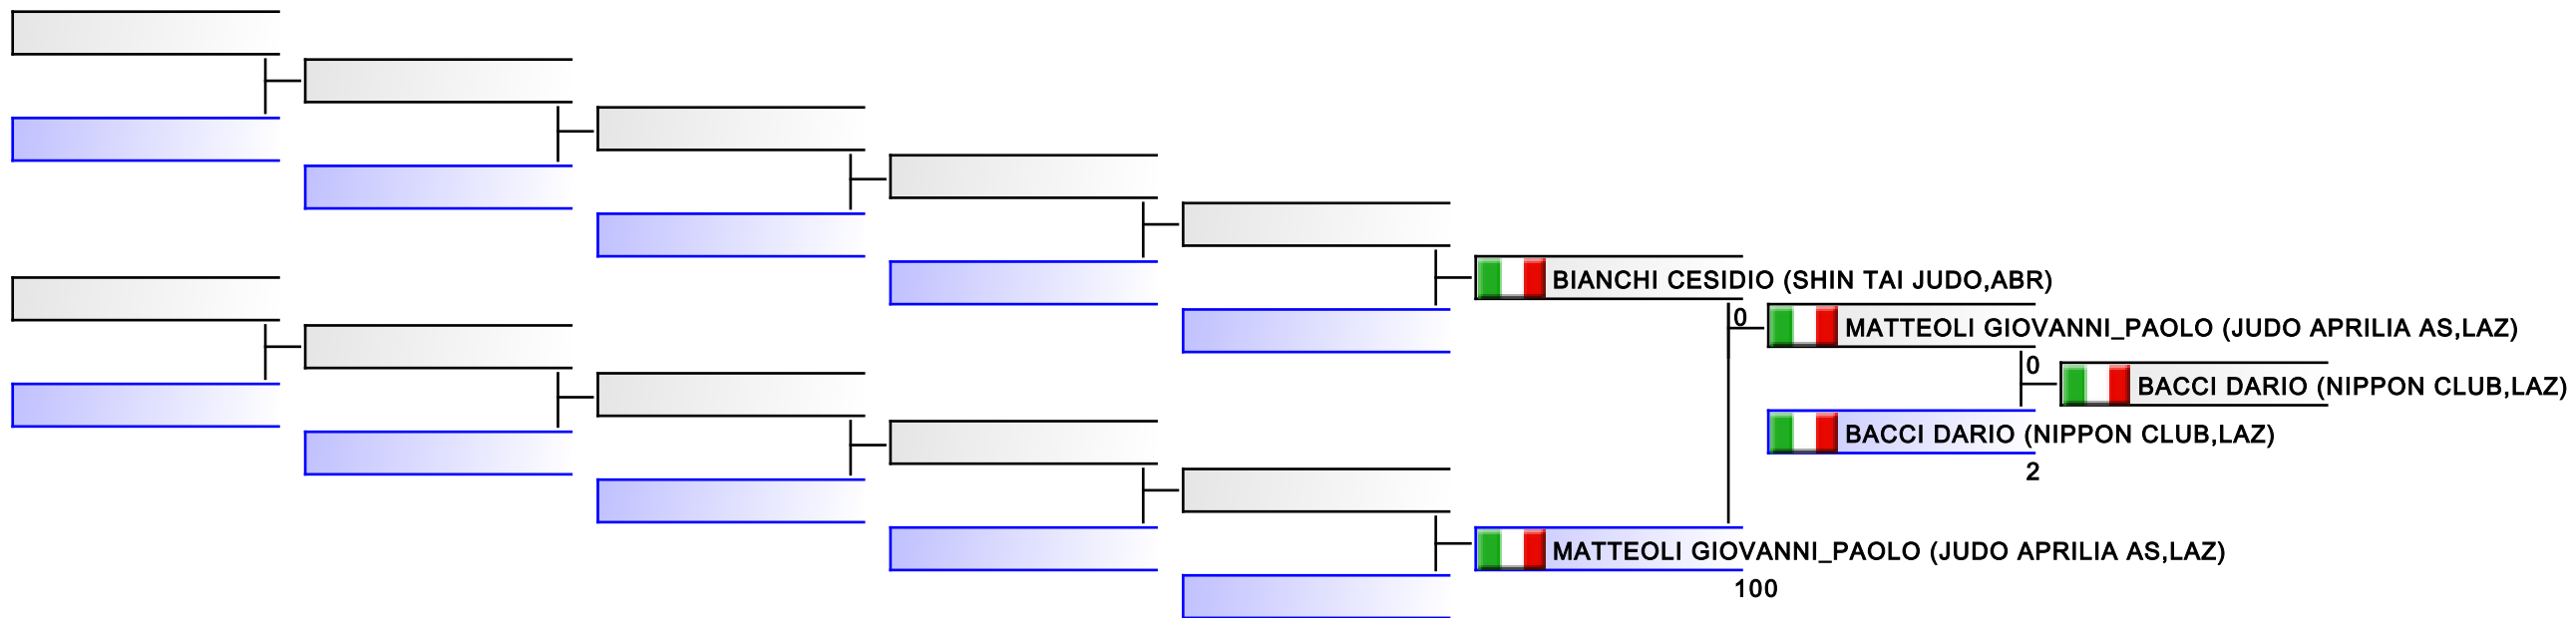 BIANCHI CESIDIO (SHIN TAI JUDO,ABR)
0
MATTEOLI GIOVANNI_PAOLO (JUDO APRILIA AS,LAZ)
0
BACCI DARIO (NIPPON CLUB,LAZ)
BACCI DARIO (NIPPON CLUB,LAZ)
2
MATTEOLI GIOVANNI_PAOLO (JUDO APRILIA AS,LAZ)
100